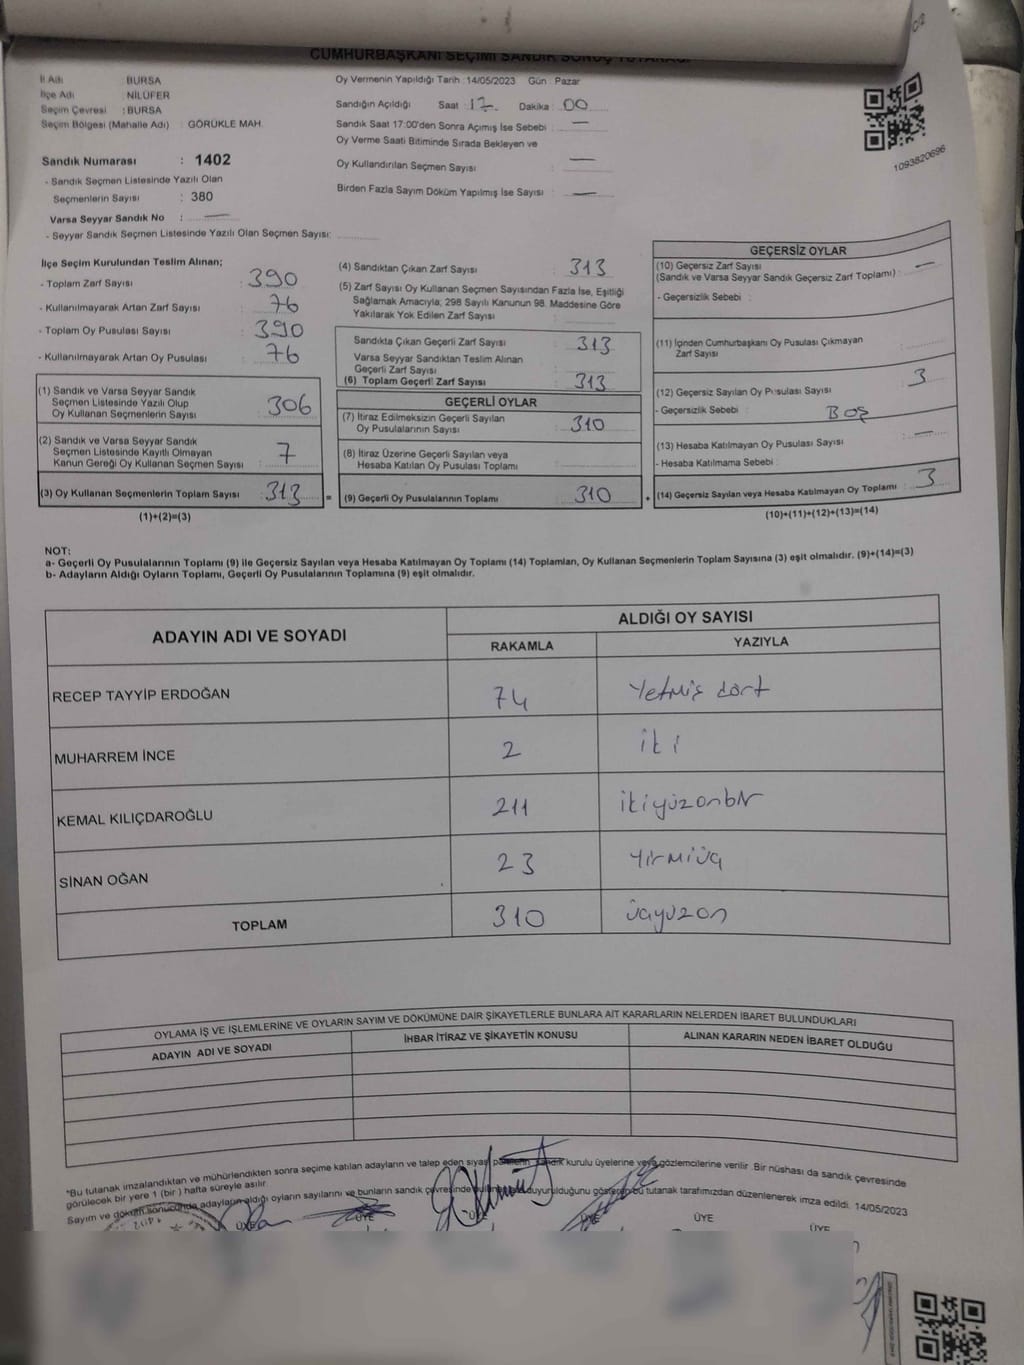 CUMHURBAŞKANI SEÇİMİ SANDIK SONUÇ TUTANAĞI
C/2
İl Adı BURSA
İlçe Adı NİLÜFER
Seçim Çevresi : BURSA
Seçim Bölgesi (Mahalle Adı) : GÖRÜKLE MAH.
Sandık Numarası : 1402
- Sandık Seçmen Listesinde Yazılı Olan
Seçmenlerin Sayısı : 380
Varsa Seyyar Sandık No : —
- Seyyar Sandık Seçmen Listesinde Yazılı Olan Seçmen Sayısı:
Oy Vermenin Yapıldığı Tarih :14/05/2023 Gün : Pazar
Sandığın Açıldığı Saat : 17 Dakika : 00
Sandık Saat 17:00'den Sonra Açımış İse Sebebi : —
Oy Verme Saati Bitiminde Sırada Bekleyen ve
Oy Kullandırılan Seçmen Sayısı : —
Birden Fazla Sayım Döküm Yapılmış İse Sayısı : —
1093820696
İlçe Seçim Kurulundan Teslim Alınan;
- Toplam Zarf Sayısı : 390
- Kullanılmayarak Artan Zarf Sayısı : 76
- Toplam Oy Pusulası Sayısı : 390
- Kullanılmayarak Artan Oy Pusulası : 76
(1) Sandık ve Varsa Seyyar Sandık
Seçmen Listesinde Yazılı Olup
Oy Kullanan Seçmenlerin Sayısı : 306
(2) Sandık ve Varsa Seyyar Sandık
Seçmen Listesinde Kayıtlı Olmayan
Kanun Gereği Oy Kullanan Seçmen Sayısı : 7
(3) Oy Kullanan Seçmenlerin Toplam Sayısı : 313
(1)+(2)=(3)
(4) Sandıktan Çıkan Zarf Sayısı : 313
(5) Zarf Sayısı Oy Kullanan Seçmen Sayısından Fazla İse, Eşitliği
Sağlamak Amacıyla; 298 Sayılı Kanunun 98. Maddesine Göre
Yakılarak Yok Edilen Zarf Sayısı :
Sandıkta Çıkan Geçerli Zarf Sayısı : 313
Varsa Seyyar Sandıktan Teslim Alınan
Geçerli Zarf Sayısı :
(6) Toplam Geçerli Zarf Sayısı : 313
GEÇERLİ OYLAR
(7) İtiraz Edilmeksizin Geçerli Sayılan
Oy Pusulalarının Sayısı : 310
(8) İtiraz Üzerine Geçerli Sayılan veya
Hesaba Katılan Oy Pusulası Toplamı :
= (9) Geçerli Oy Pusulalarının Toplamı : 310
GEÇERSİZ OYLAR
(10) Geçersiz Zarf Sayısı
(Sandık ve Varsa Seyyar Sandık Geçersiz Zarf Toplamı) : —
- Geçersizlik Sebebi :
(11) İçinden Cumhurbaşkanı Oy Pusulası Çıkmayan
Zarf Sayısı
(12) Geçersiz Sayılan Oy Pusulası Sayısı : 3
- Geçersizlik Sebebi : BOŞ
(13) Hesaba Katılmayan Oy Pusulası Sayısı : —
- Hesaba Katılmama Sebebi :
+ (14) Geçersiz Sayılan veya Hesaba Katılmayan Oy Toplamı : 3
(10)+(11)+(12)+(13)=(14)
NOT:
a- Geçerli Oy Pusulalarının Toplamı (9) ile Geçersiz Sayılan veya Hesaba Katılmayan Oy Toplamı (14) Toplamları, Oy Kullanan Seçmenlerin Toplam Sayısına (3) eşit olmalıdır. (9)+(14)=(3)
b- Adayların Aldığı Oyların Toplamı, Geçerli Oy Pusulalarının Toplamına (9) eşit olmalıdır.
ADAYIN ADI VE SOYADI ALDIĞI OY SAYISI
RAKAMLA YAZIYLA
RECEP TAYYİP ERDOĞAN 74 Yetmiş dört
MUHARREM İNCE 2 iki
KEMAL KILIÇDAROĞLU 211 ikiyüzonbir
SİNAN OĞAN 23 Yirmiüç
TOPLAM 310 üçyüzon
OYLAMA İŞ VE İŞLEMLERİNE VE OYLARIN SAYIM VE DÖKÜMÜNE DAİR ŞİKAYETLERLE BUNLARA AİT KARARLARIN NELERDEN İBARET BULUNDUKLARI
ADAYIN ADI VE SOYADI İHBAR İTİRAZ VE ŞİKAYETİN KONUSU ALINAN KARARIN NEDEN İBARET OLDUĞU
*Bu tutanak imzalandıktan ve mühürlendikten sonra seçime katılan adayların ve talep eden siyasi partilerin sandık kurulu üyelerine veya gözlemcilerine verilir. Bir nüshası da sandık çevresinde
görülecek bir yere 1 (bir) hafta süreyle asılır.
Sayım ve döküm sonucunda adayların aldığı oyların sayılarını ve bunların sandık çevresinde duyurulduğunu gösteren bu tutanak tarafımızdan düzenlenerek imza edildi. 14/05/2023
ÜYE ÜYE ÜYE ÜYE ÜYE ÜYE